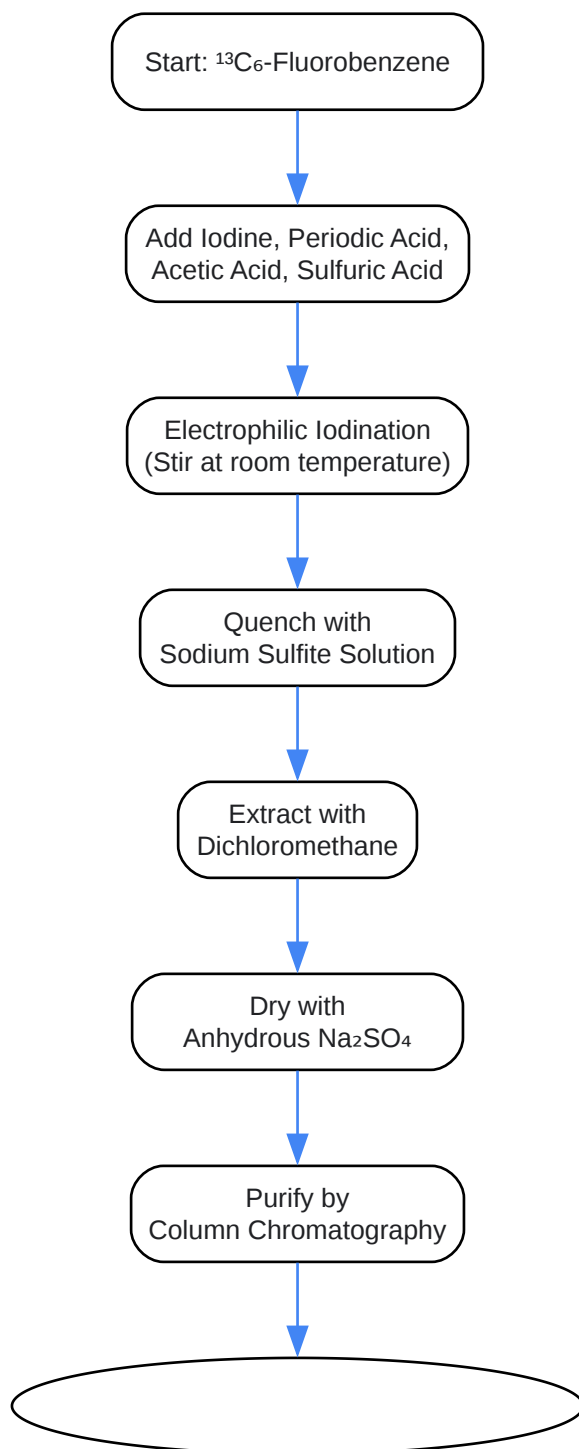 Start: ¹³C₆-Fluorobenzene
Add Iodine, Periodic Acid,
Acetic Acid, Sulfuric Acid
Electrophilic Iodination
(Stir at room temperature)
Quench with
Sodium Sulfite Solution
Extract with
Dichloromethane
Dry with
Anhydrous Na₂SO₄
Purify by
Column Chromatography